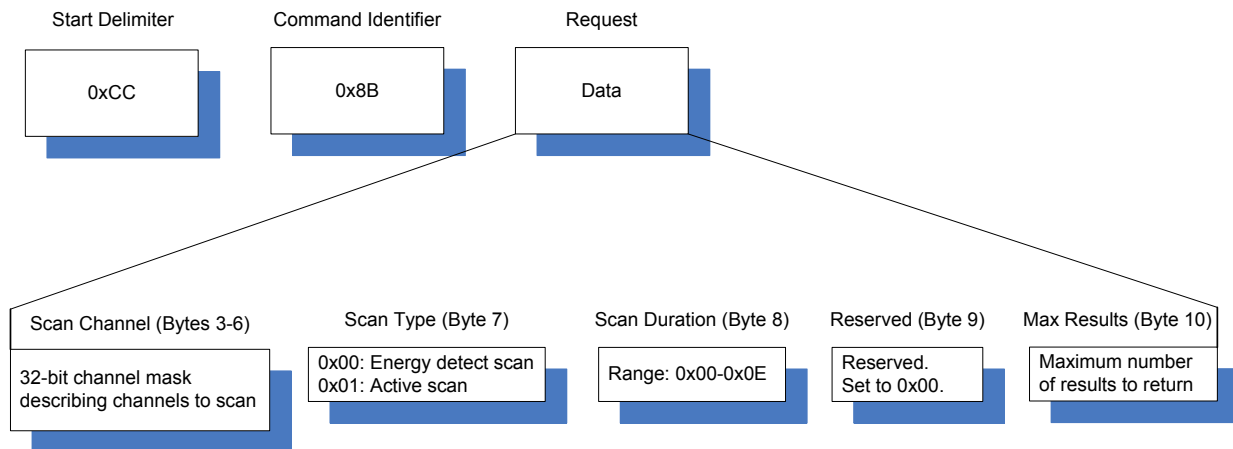 Start Delimiter
Command Identifier
Request
0xCC
0x8B
Data
Scan Channel (Bytes 3-6)
Scan Type (Byte 7)
Scan Duration (Byte 8)
Reserved (Byte 9)
Max Results (Byte 10)
32-bit channel mask
describing channels to scan
0x00: Energy detect scan
0x01: Active scan
Range: 0x00-0x0E
Reserved.
Set to 0x00.
Maximum number
of results to return